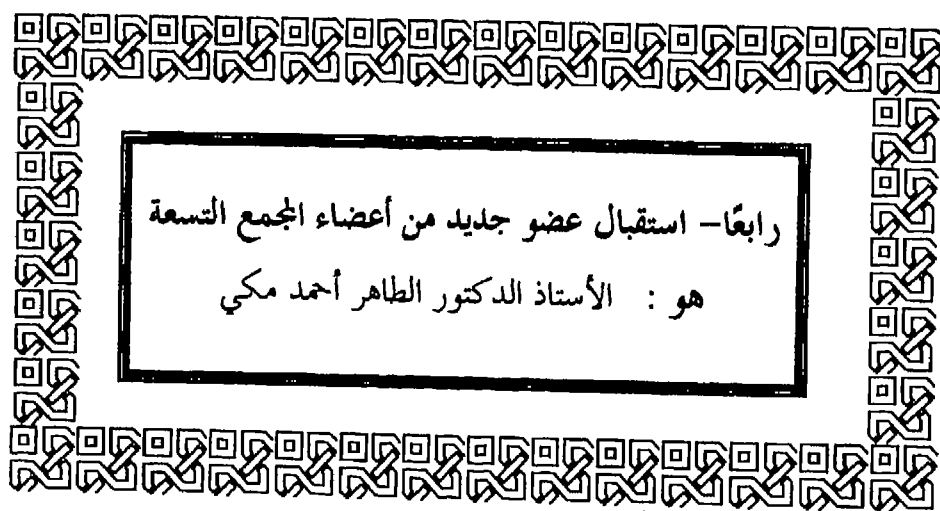 رابعًا– استقبال عضو جديد من أعضاء المجمع التسعة
هو : الأستاذ الدكتور الطاهر أحمد مكي